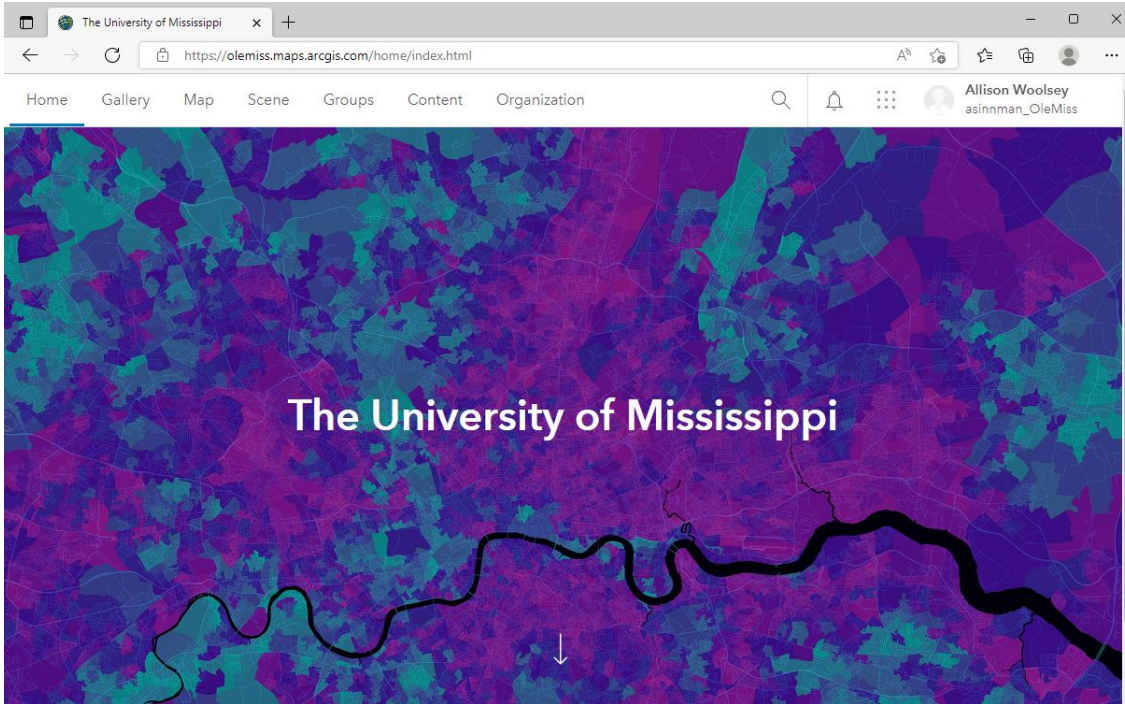 The University of Mississippi
https://olemiss.maps.arcgis.com/home/index.html
Home Gallery Map Scene Groups Content Organization
Allison Woolsey
asinnman_OleMiss
The University of Mississippi